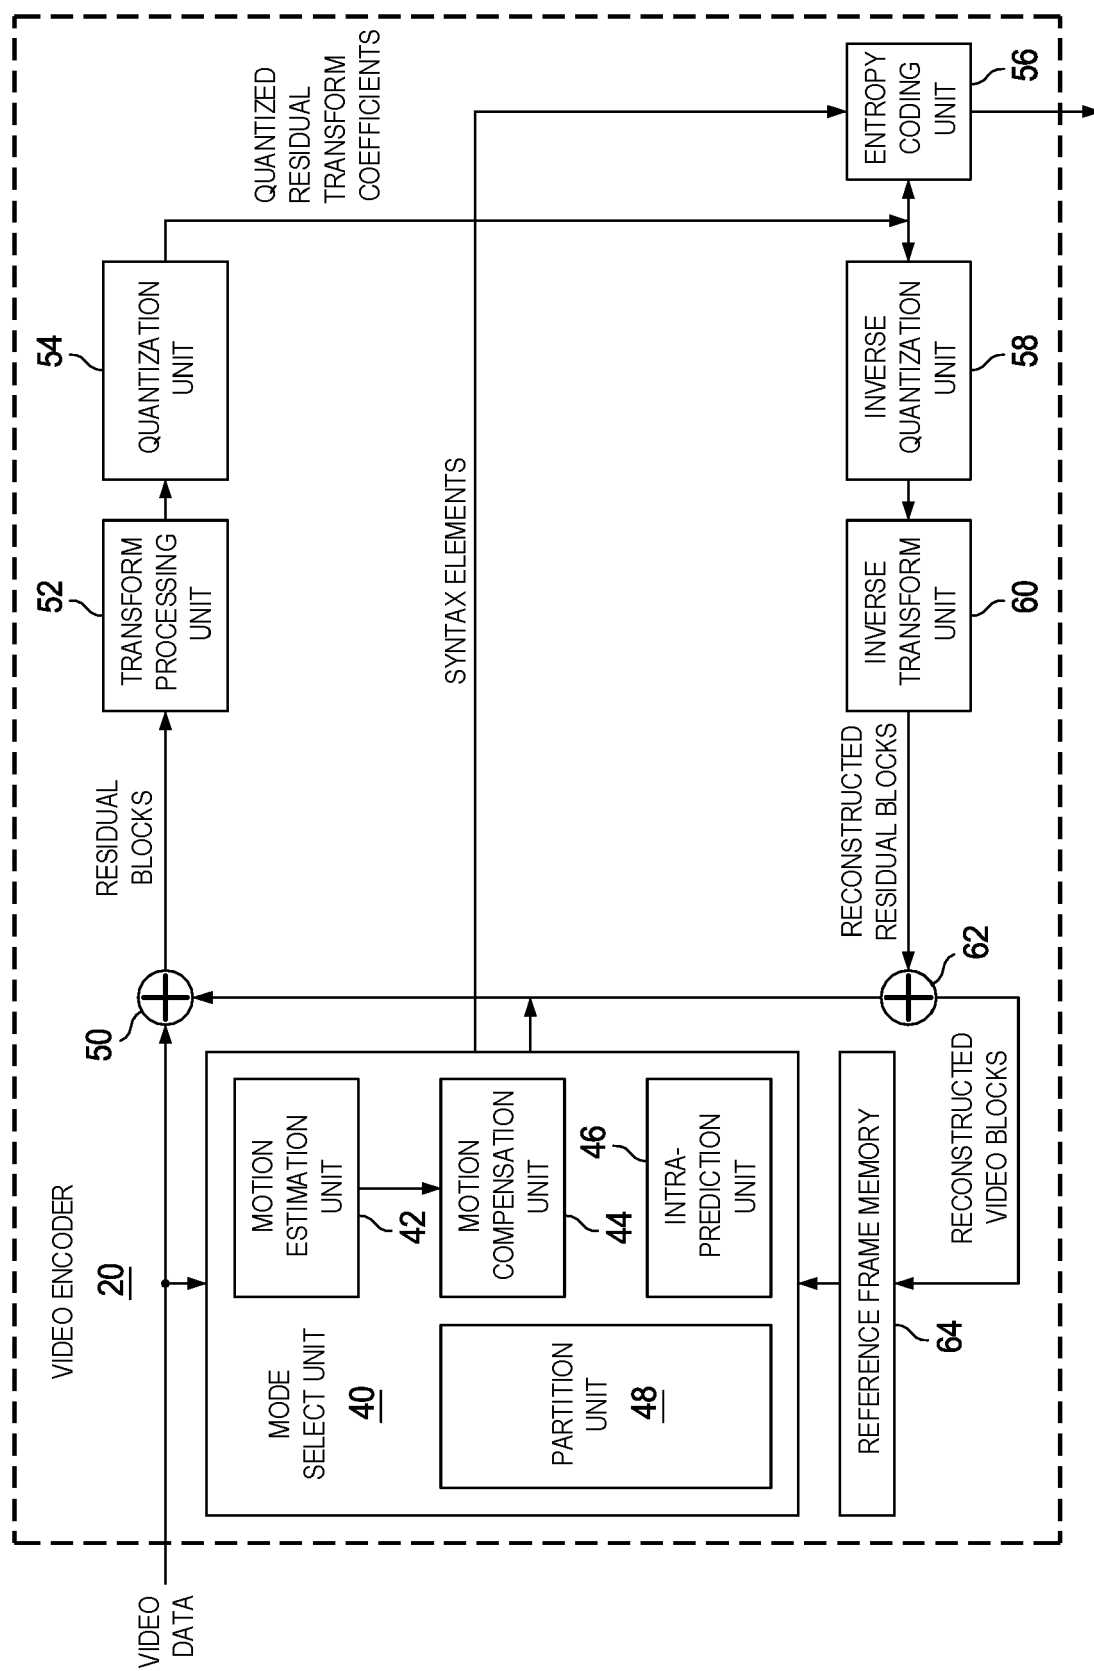 VIDEO
DATA
VIDEO ENCODER
20
MODE
SELECT UNIT
40
PARTITION
UNIT
48
MOTION
ESTIMATION
UNIT
42
MOTION
COMPENSATION
UNIT
44
INTRA-
PREDICTION
UNIT
46
REFERENCE FRAME MEMORY
64
50
RESIDUAL
BLOCKS
TRANSFORM
PROCESSING
UNIT
52
QUANTIZATION
UNIT
54
QUANTIZED
RESIDUAL
TRANSFORM
COEFFICIENTS
SYNTAX ELEMENTS
ENTROPY
CODING
UNIT
56
INVERSE
QUANTIZATION
UNIT
58
INVERSE
TRANSFORM
UNIT
60
RECONSTRUCTED
RESIDUAL BLOCKS
62
RECONSTRUCTED
VIDEO BLOCKS